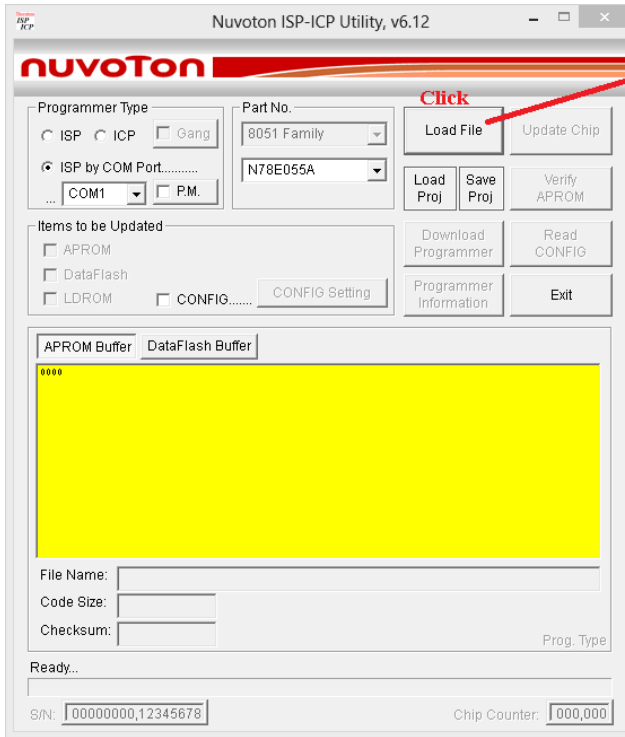 Nuvoton
ISP
ICP
Nuvoton ISP-ICP Utility, v6.12
nuvoTon
Programmer Type
ISP ICP Gang
ISP by COM Port...........
... COM1 P.M.
Part No.
8051 Family
N78E055A
Click
Load File
Update Chip
Load Proj
Save Proj
Verify APROM
Items to be Updated
APROM
DataFlash
LDROM CONFIG....... CONFIG Setting
Download Programmer
Read CONFIG
Programmer Information
Exit
APROM Buffer DataFlash Buffer
0000
File Name:
Code Size:
Checksum:
Prog. Type
Ready...
S/N: 00000000,12345678 Chip Counter: 000,000